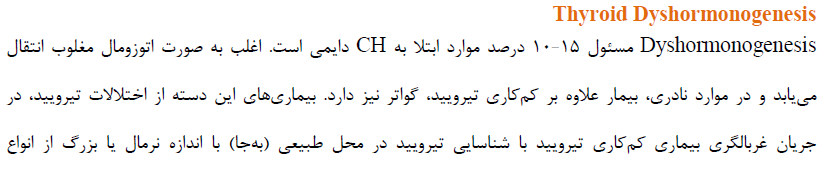 Thyroid Dyshormonogenesis
Dyshormonogenesis مسئول ۱۵-۱۰ درصد موارد ابتلا به CH دایمی است. اغلب به صورت اتوزومال مغلوب انتقال
می‌یابد و در موارد نادری، بیمار علاوه بر کم‌کاری تیرویید، گواتر نیز دارد. بیماری‌های این دسته از اختلالات تیرویید، در
جریان غربالگری بیماری کم‌کاری تیرویید با شناسایی تیرویید در محل طبیعی (به‌جا) با اندازه نرمال یا بزرگ از انواع